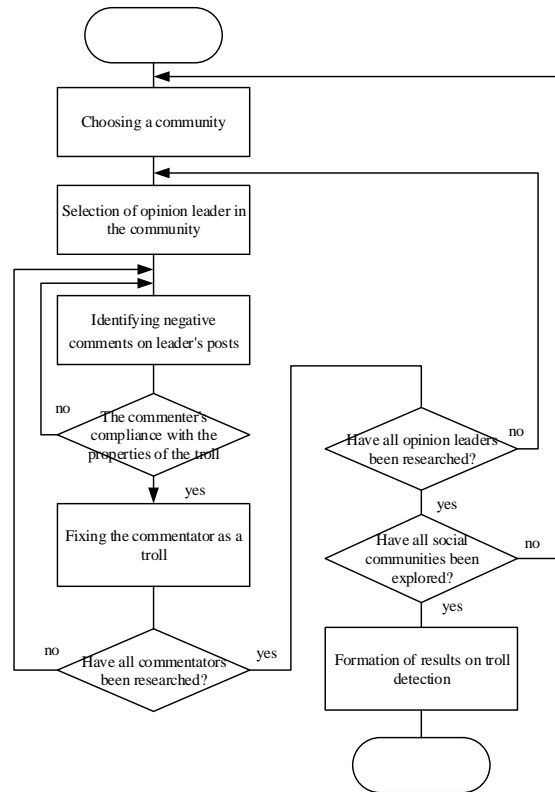 Choosing a community
Selection of opinion leader in
the community
Identifying negative
comments on leader's posts
no
The commenter's
compliance with the
properties of the troll
yes
Fixing the commentator as a
troll
no
Have all commentators
been researched?
yes
Have all opinion leaders
been researched?
no
yes
Have all social
communities been
explored?
no
yes
Formation of results on troll
detection